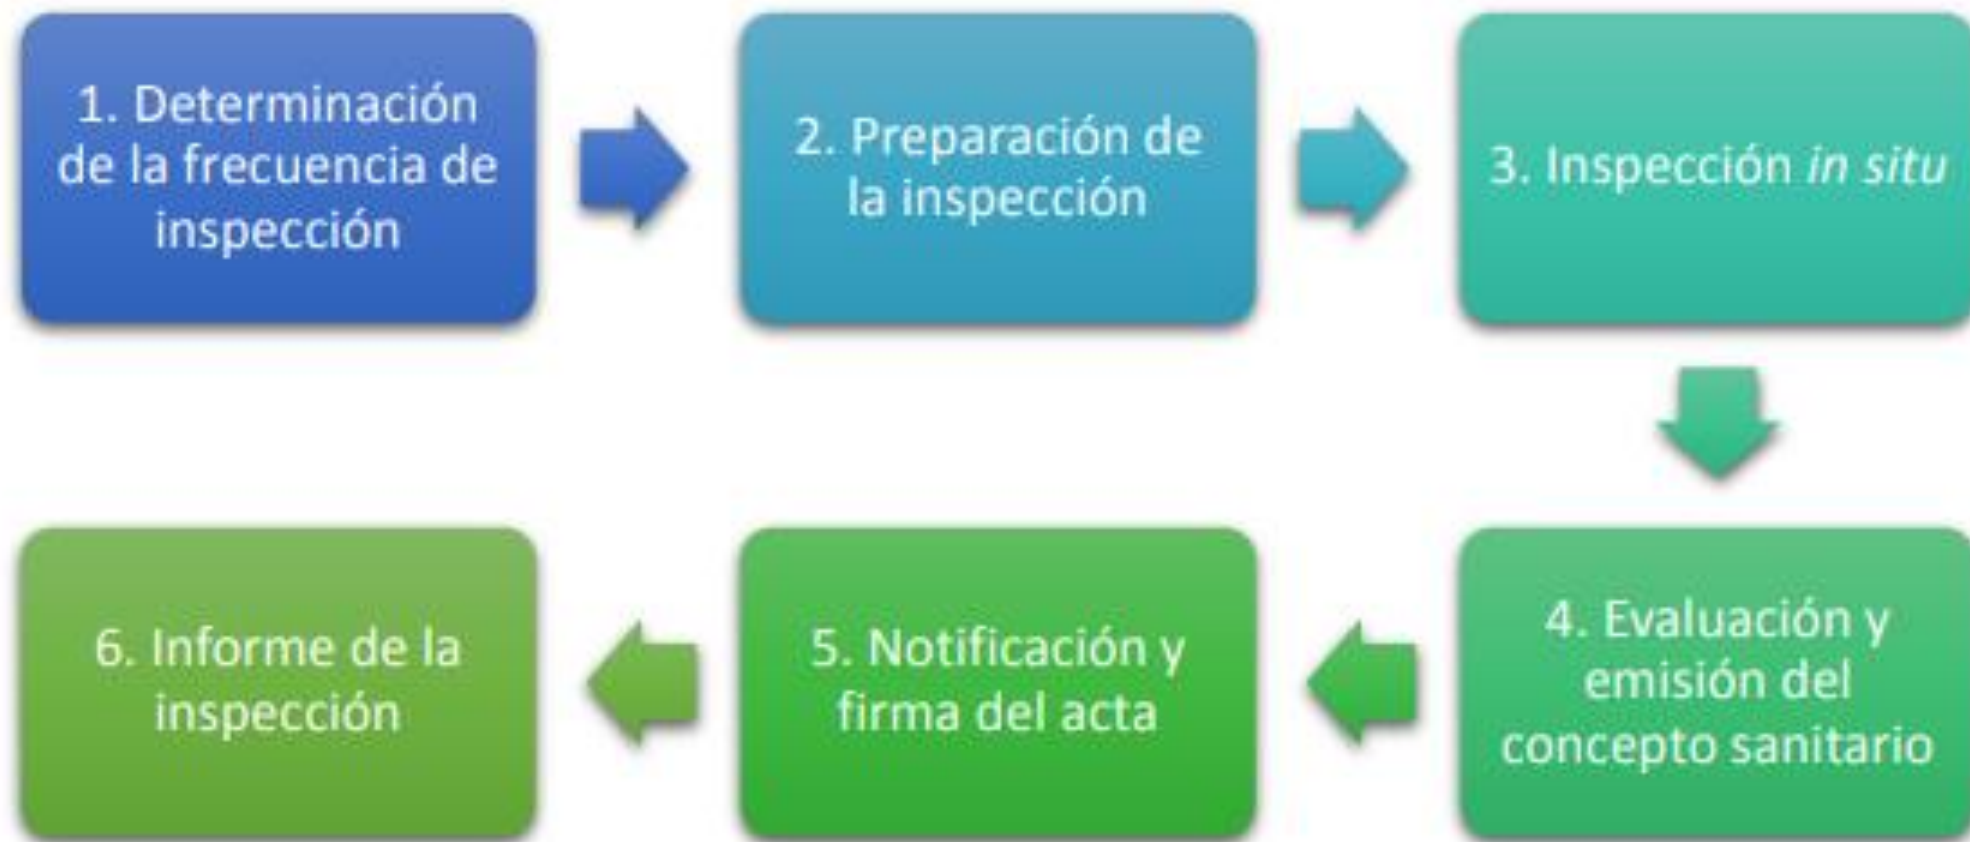 1. Determinación
de la frecuencia de
inspección
2. Preparación de
la inspección
3. Inspección in situ
4. Evaluación y
emisión del
concepto sanitario
5. Notificación y
firma del acta
6. Informe de la
inspección